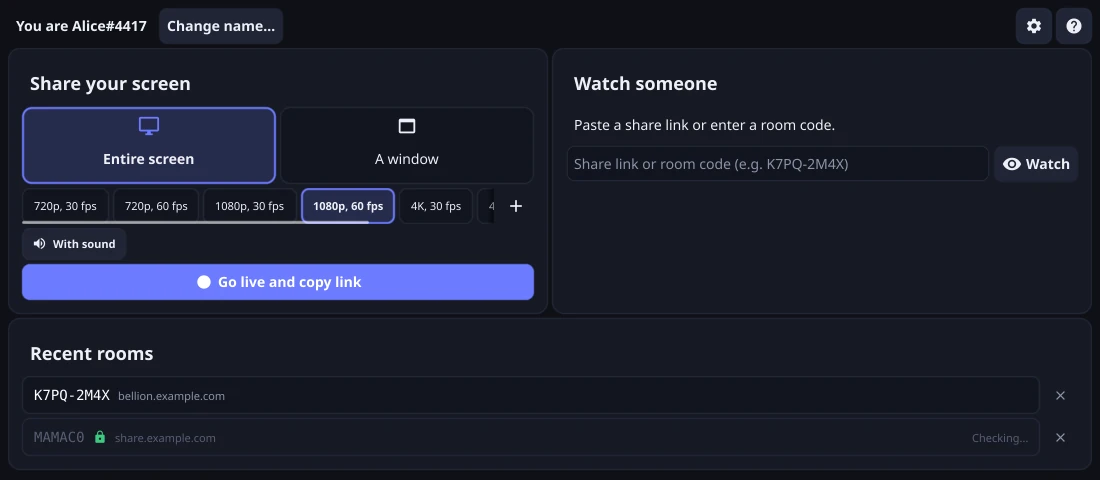 You are Alice#4417 Change name...
Share your screen
Entire screen
A window
720p, 30 fps
720p, 60 fps
1080p, 30 fps
1080p, 60 fps
4K, 30 fps
4
With sound
Go live and copy link
Watch someone
Paste a share link or enter a room code.
Share link or room code (e.g. K7PQ-2M4X) Watch
Recent rooms
K7PQ-2M4X bellion.example.com
MAMAC0 share.example.com Checking...